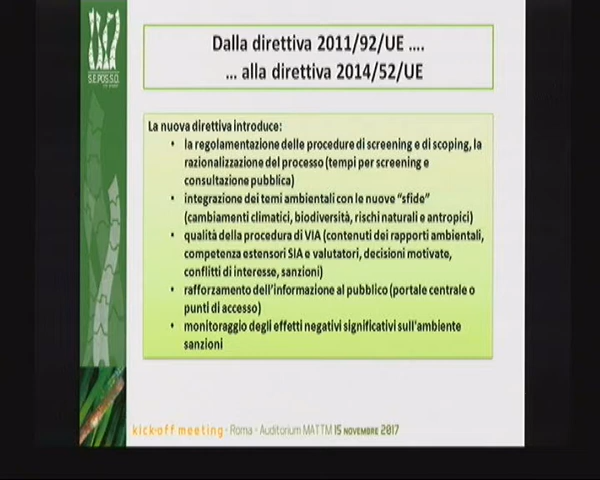 S.E.POS.S.O.
Dalla direttiva 2011/92/UE ....
... alla direttiva 2014/52/UE
La nuova direttiva introduce:
• la regolamentazione delle procedure di screening e di scoping, la
razionalizzazione del processo (tempi per screening e
consultazione pubblica)
• integrazione dei temi ambientali con le nuove “sfide”
(cambiamenti climatici, biodiversità, rischi naturali e antropici)
• qualità della procedura di VIA (contenuti dei rapporti ambientali,
competenza estensori SIA e valutatori, decisioni motivate,
conflitti di interesse, sanzioni)
• rafforzamento dell'informazione al pubblico (portale centrale o
punti di accesso)
• monitoraggio degli effetti negativi significativi sull'ambiente
sanzioni
kick-off meeting - Roma - Auditorium MATTM 15 NOVEMBRE 2017